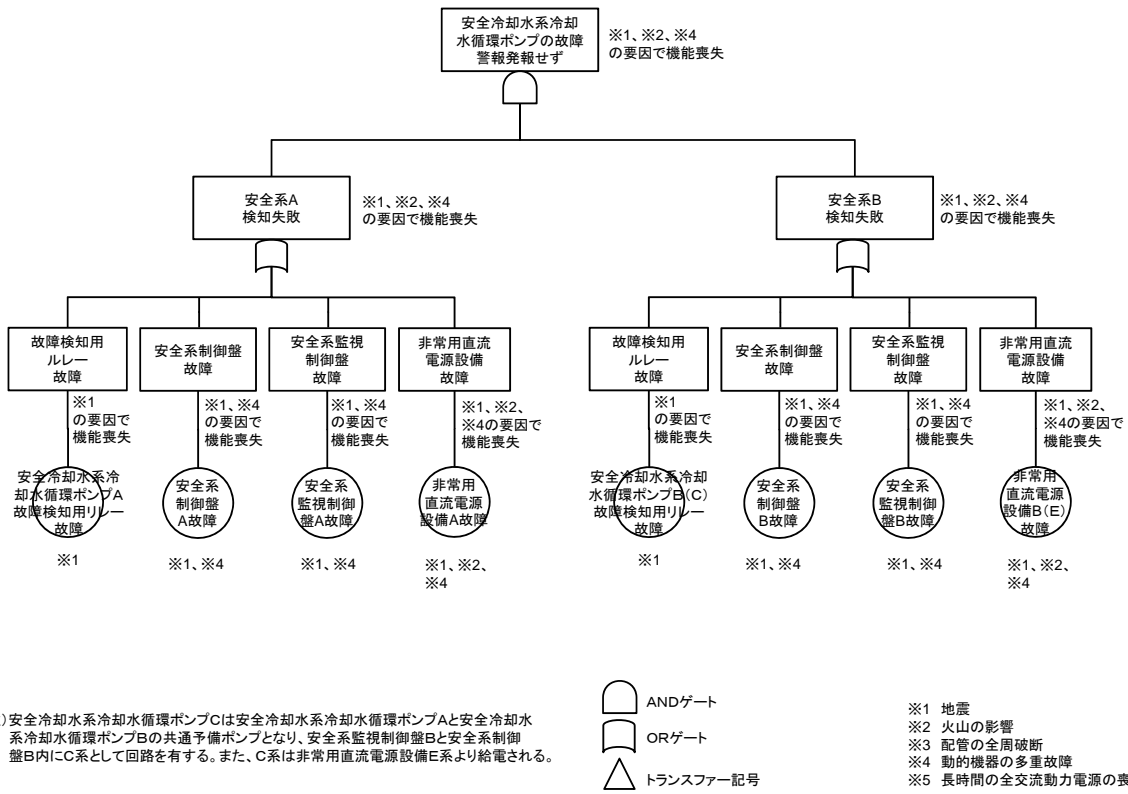 安全冷却水系冷却
水循環ポンプの故障
警報発報せず
※1、※2、※4
の要因で機能喪失
安全系A
検知失敗
※1、※2、※4
の要因で機能喪失
安全系B
検知失敗
※1、※2、※4
の要因で機能喪失
故障検知用
ルレー
故障
安全系制御盤
故障
安全系監視
制御盤
故障
非常用直流
電源設備
故障
故障検知用
ルレー
故障
安全系制御盤
故障
安全系監視
制御盤
故障
非常用直流
電源設備
故障
※1
の要因で
機能喪失
※1、※4
の要因で
機能喪失
※1、※4
の要因で
機能喪失
※1、※2、
※4の要因で
機能喪失
※1
の要因で
機能喪失
※1、※4
の要因で
機能喪失
※1、※4
の要因で
機能喪失
※1、※2、
※4の要因で
機能喪失
安全冷却水系冷
却水循環ポンプA
故障検知用リレー
故障
安全系
制御盤
A故障
安全系
監視制御
盤A故障
非常用
直流電源
設備A故障
安全冷却水系冷却
水循環ポンプB(C)
故障検知用リレー
故障
安全系
制御盤
B故障
安全系
監視制御
盤B故障
非常用
直流電源
設備B(E)
故障
※1
※1、※4
※1、※4
※1、※2、
※4
※1
※1、※4
※1、※4
※1、※2、
※4
)安全冷却水系冷却水循環ポンプCは安全冷却水系冷却水循環ポンプAと安全冷却水
系冷却水循環ポンプBの共通予備ポンプとなり、安全系監視制御盤Bと安全系制御
盤B内にC系として回路を有する。また、C系は非常用直流電源設備E系より給電される。
ANDゲート
ORゲート
トランスファー記号
※1 地震
※2 火山の影響
※3 配管の全周破断
※4 動的機器の多重故障
※5 長時間の全交流動力電源の喪